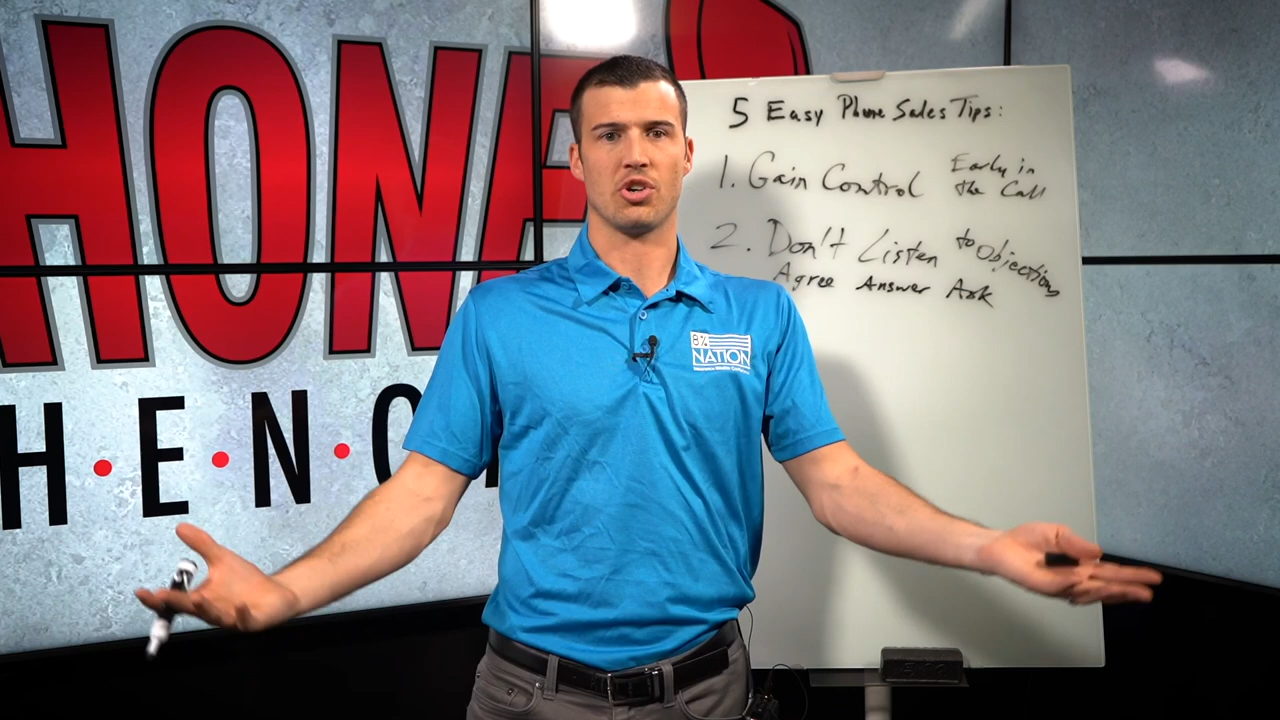 HONE
H•E•N•O
5 Easy Phone Sales Tips:
1. Gain Control Early in the Call
2. Don't Listen to Objections
Agree Answer Ask
8%
NATION